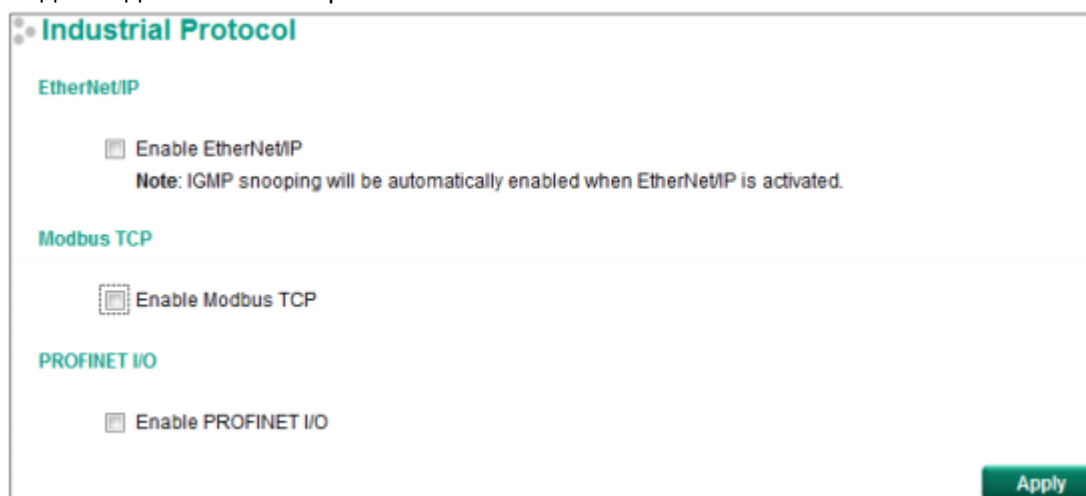 Industrial Protocol
EtherNet/IP
Enable EtherNet/IP
Note: IGMP snooping will be automatically enabled when EtherNet/IP is activated.
Modbus TCP
Enable Modbus TCP
PROFINET I/O
Enable PROFINET I/O
Apply